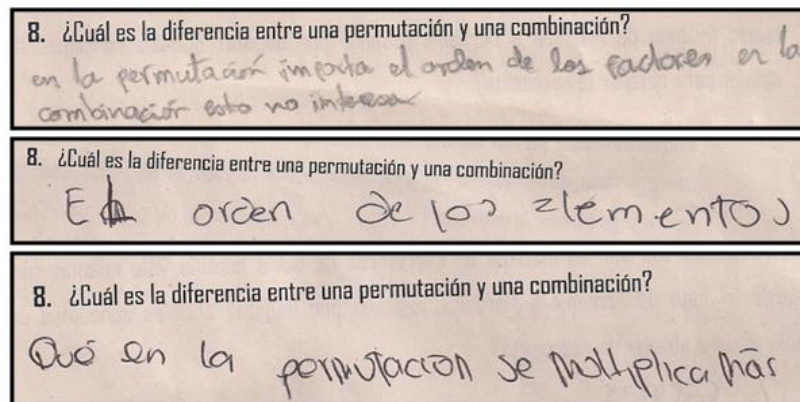 8. ¿Cuál es la diferencia entre una permutación y una combinación?
en la permutación importa el orden de los factores en la
combinación esto no interesa
8. ¿Cuál es la diferencia entre una permutación y una combinación?
El orden de los elementos
8. ¿Cuál es la diferencia entre una permutación y una combinación?
Que en la permutacion se multiplica más